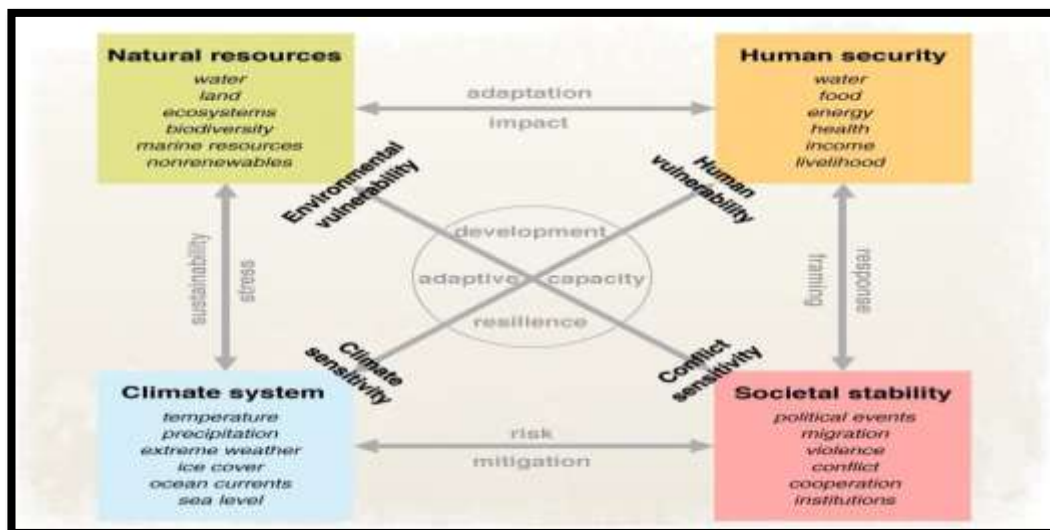 Natural resources
water
land
ecosystems
biodiversity
marine resources
nonrenewables
adaptation
impact
Human security
water
food
energy
health
income
livelihood
Environmental
vulnerability
Human
vulnerability
sustainability
stress
development
adaptive capacity
resilience
framing
response
Climate
sensitivity
Conflict
sensitivity
Climate system
temperature
precipitation
extreme weather
ice cover
ocean currents
sea level
risk
mitigation
Societal stability
political events
migration
violence
conflict
cooperation
institutions